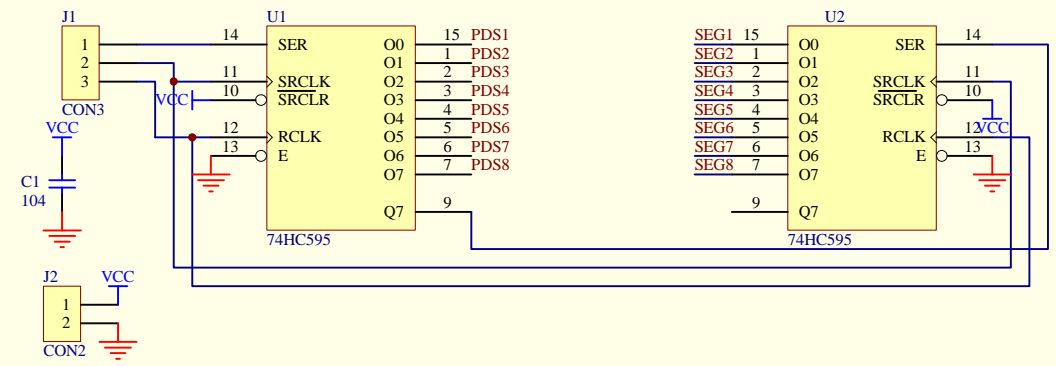 J1
1
2
3
CON3
VCC
C1
104
J2
VCC
1
2
CON2
U1
14 SER O0 15 PDS1
O1 1 PDS2
11 SRCLK O2 2 PDS3
VCC 10 SRCLR O3 3 PDS4
O4 4 PDS5
12 RCLK O5 5 PDS6
13 E O6 6 PDS7
O7 7 PDS8
Q7 9
74HC595
U2
SEG1 15 O0 SER 14
SEG2 1 O1
SEG3 2 O2 SRCLK 11
SEG4 3 O3 SRCLR 10
SEG5 4 O4
VCC
SEG6 5 O5 RCLK 12
SEG7 6 O6 E 13
SEG8 7 O7
9 Q7
74HC595